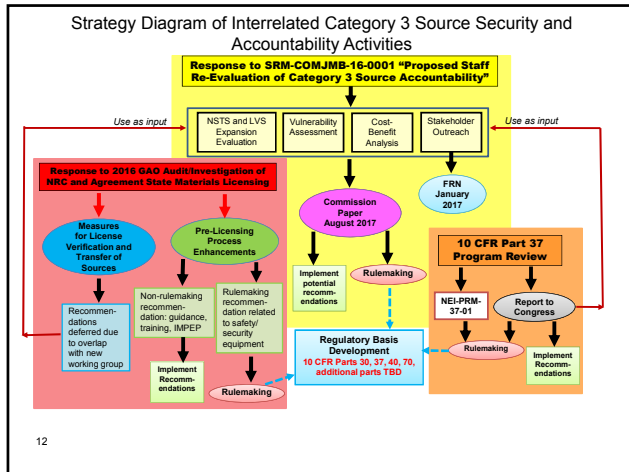 Strategy Diagram of Interrelated Category 3 Source Security and
Accountability Activities
Response to SRM-COMJMB-16-0001 “Proposed Staff
Re-Evaluation of Category 3 Source Accountability”
Use as input
NSTS and LVS
Expansion
Evaluation
Vulnerability
Assessment
Cost-
Benefit
Analysis
Stakeholder
Outreach
Use as input
Response to 2016 GAO Audit/Investigation of
NRC and Agreement State Materials Licensing
Measures
for License
Verification and
Transfer of
Sources
Pre-Licensing
Process
Enhancements
Recommen-
dations
deferred due
to overlap
with new
working group
Non-rulemaking
recommen-
dation: guidance,
training, IMPEP
Implement
Recomm-
endations
Rulemaking
recommen-
dation
related to
safety/
security
equipment
Rulemaking
Commission
Paper
August 2017
FRN
January
2017
Implement
potential
recomm-
endations
Rulemaking
Regulatory Basis
Development
10 CFR Parts 30, 37, 40, 70,
additional parts TBD
10 CFR Part 37
Program Review
NEI-PRM-
37-01
Report to
Congress
Rulemaking
Implement
Recomm-
endations
12